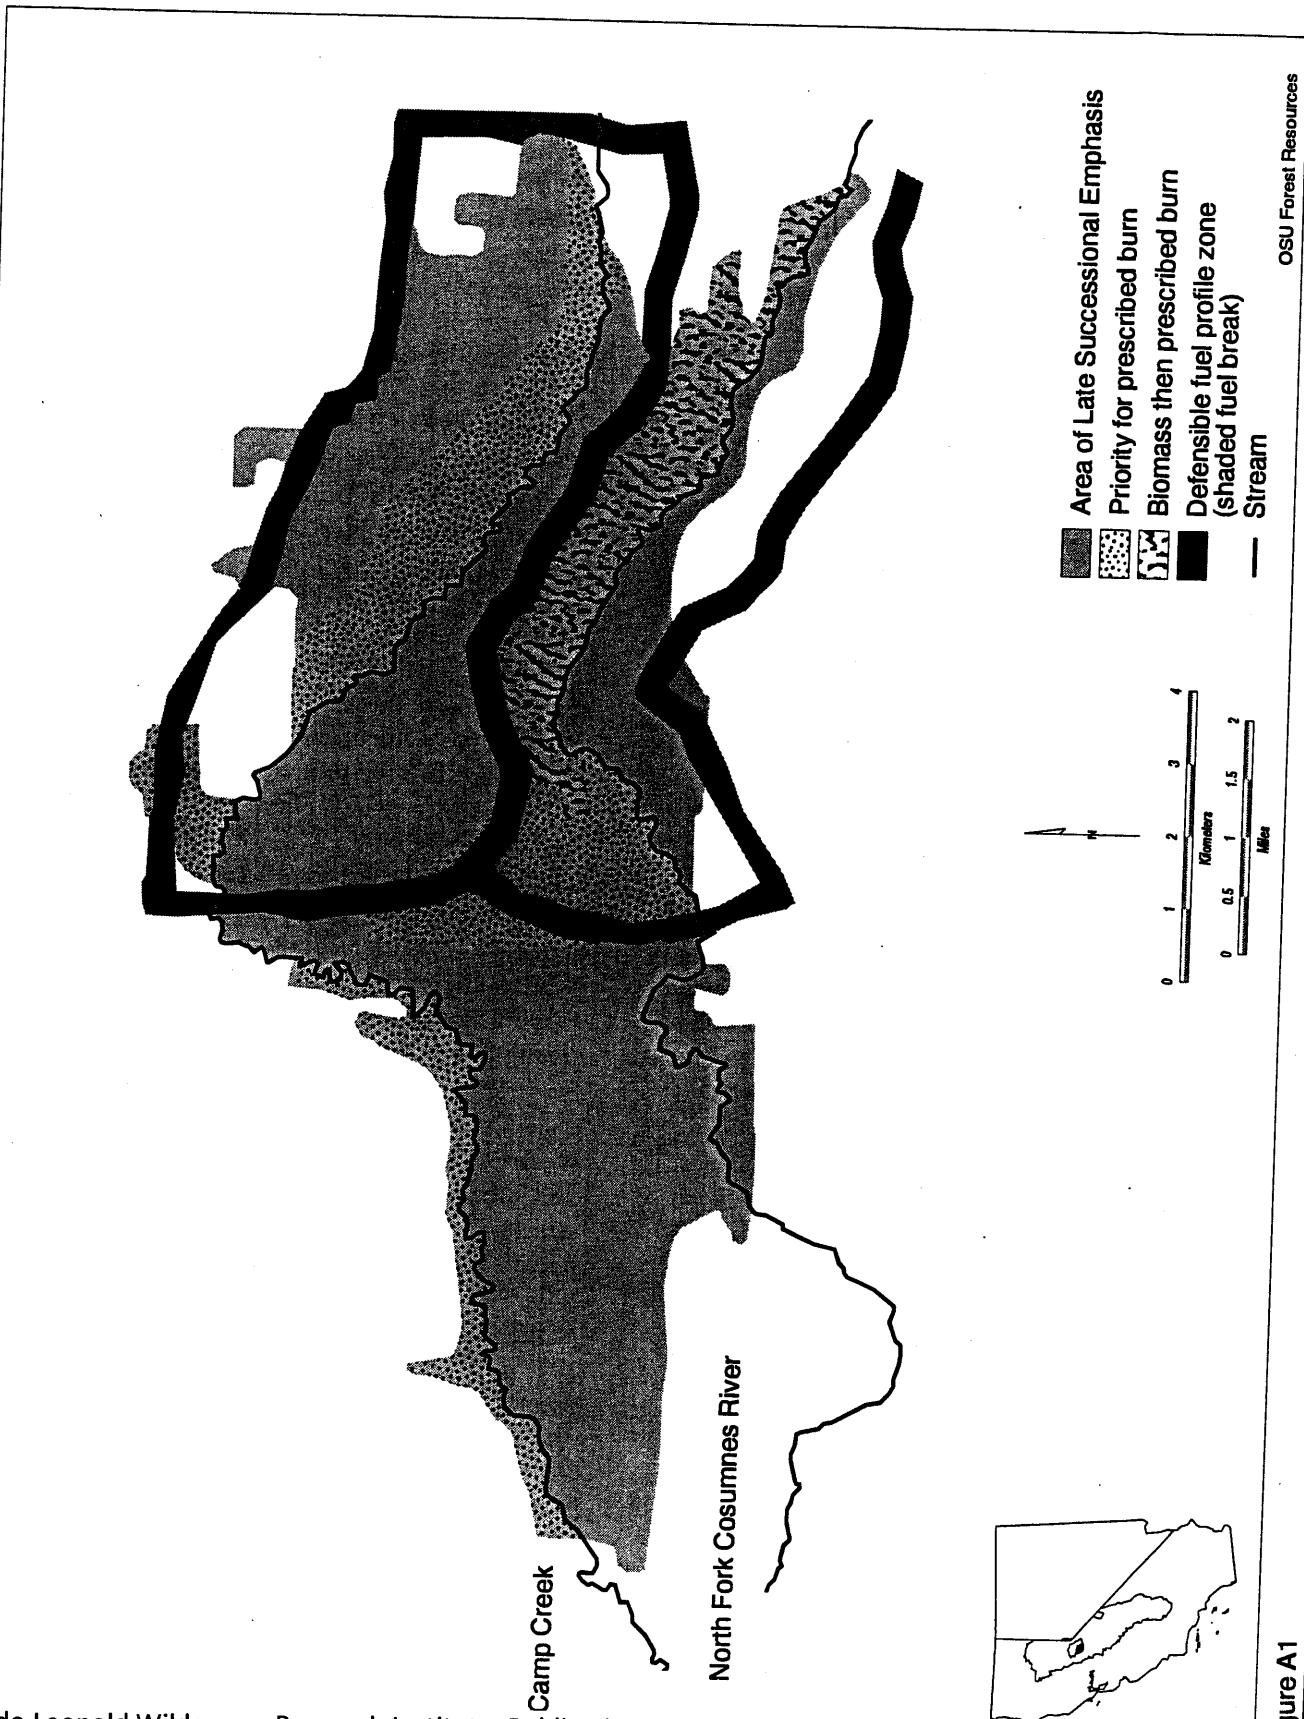 Camp Creek
North Fork Cosumnes River
N
0 1 2 3 4
Kilometers
0 0.5 1 1.5 2
Miles
Area of Late Successional Emphasis
Priority for prescribed burn
Biomass then prescribed burn
Defensible fuel profile zone
(shaded fuel break)
Stream
OSU Forest Resources
gure A1